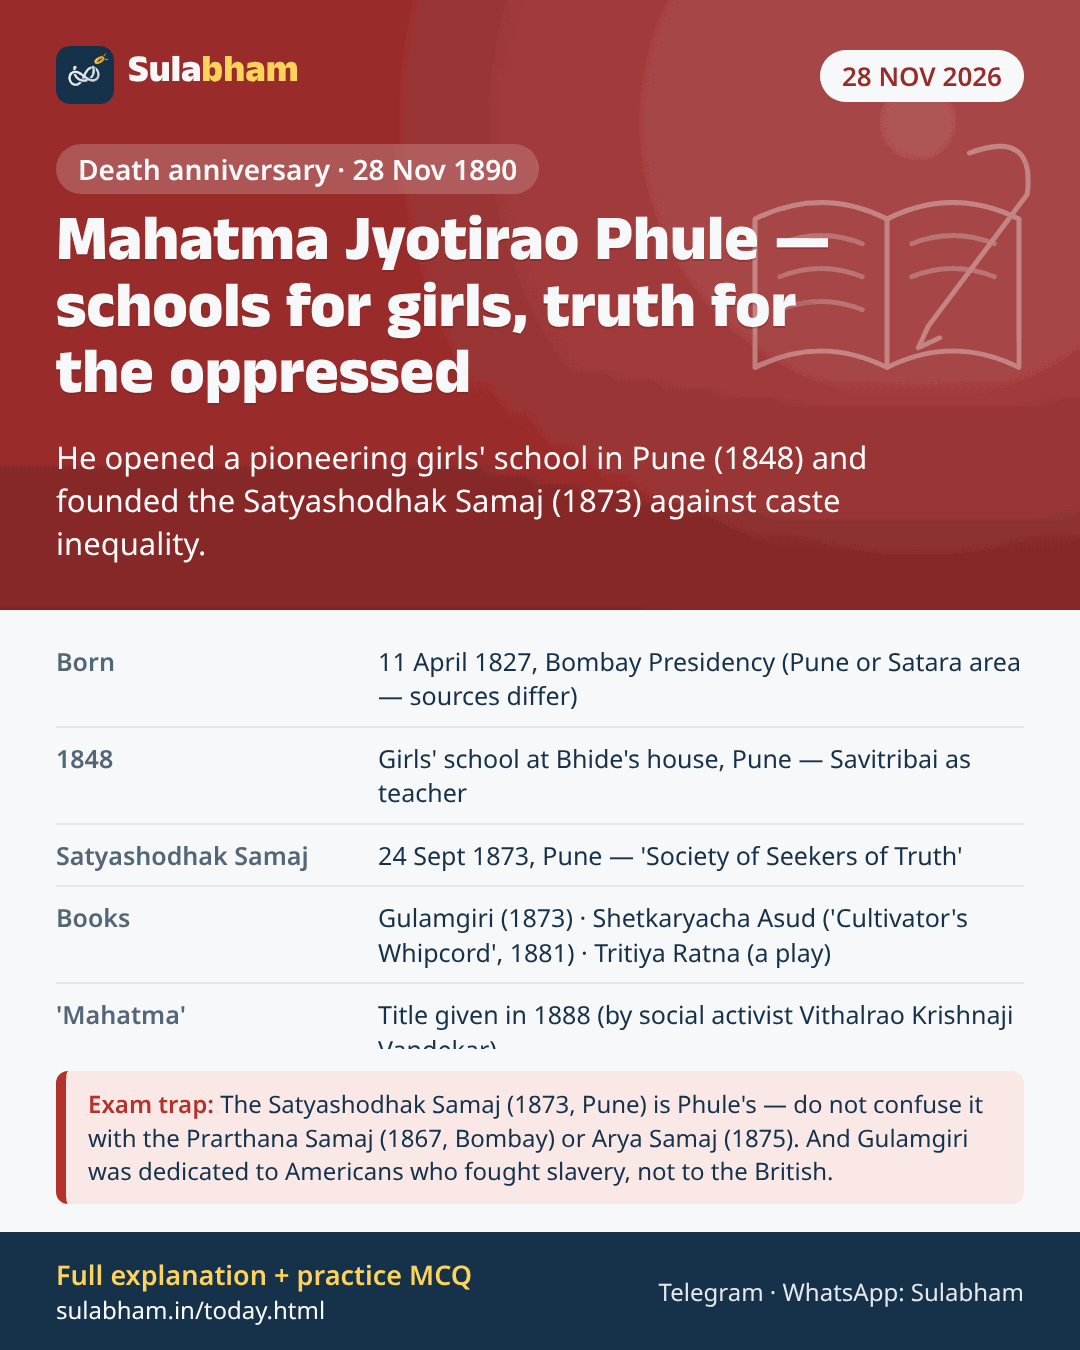 Sulabham
28 NOV 2026
Death anniversary · 28 Nov 1890
Mahatma Jyotirao Phule —
schools for girls, truth for
the oppressed
He opened a pioneering girls' school in Pune (1848) and
founded the Satyashodhak Samaj (1873) against caste
inequality.
Born
11 April 1827, Bombay Presidency (Pune or Satara area
— sources differ)
1848
Girls' school at Bhide's house, Pune — Savitribai as
teacher
Satyashodhak Samaj
24 Sept 1873, Pune — 'Society of Seekers of Truth'
Books
Gulamgiri (1873) · Shetkaryacha Asud ('Cultivator's
Whipcord', 1881) · Tritiya Ratna (a play)
'Mahatma'
Title given in 1888 (by social activist Vithalrao Krishnaji
Vandekar)
Exam trap: The Satyashodhak Samaj (1873, Pune) is Phule's — do not confuse it
with the Prarthana Samaj (1867, Bombay) or Arya Samaj (1875). And Gulamgiri
was dedicated to Americans who fought slavery, not to the British.
Full explanation + practice MCQ
sulabham.in/today.html
Telegram · WhatsApp: Sulabham